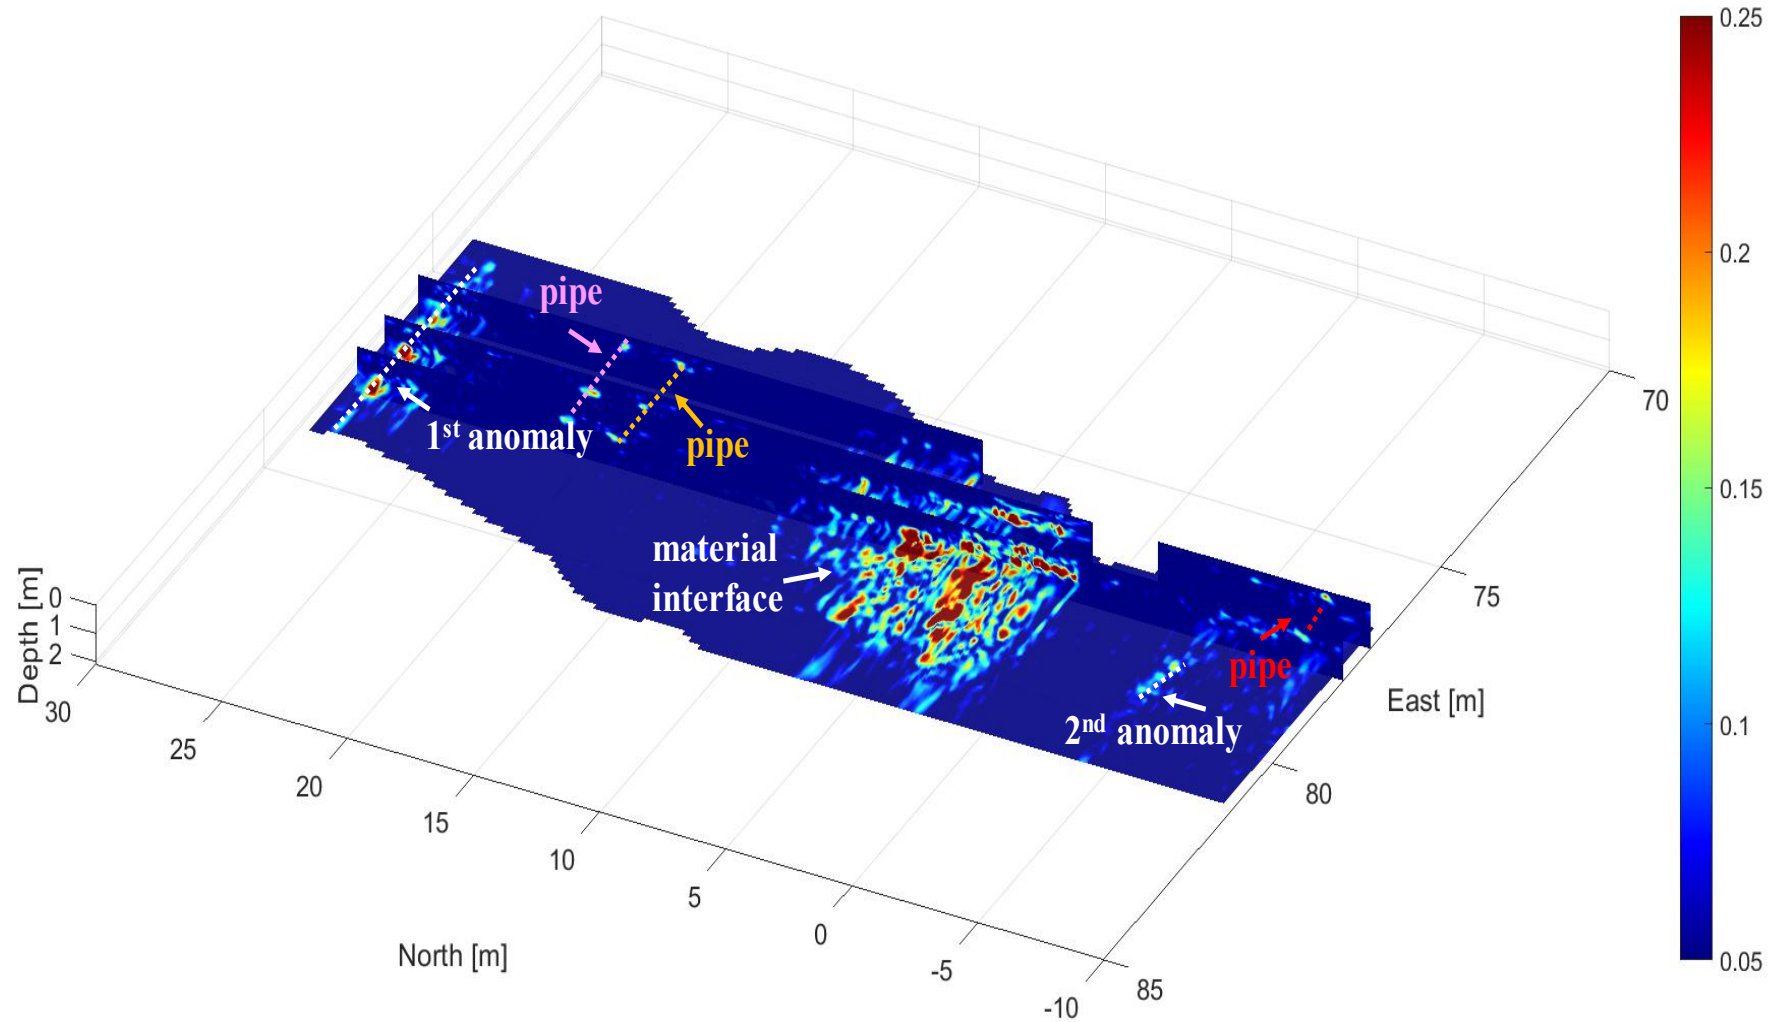 0.25
0.2
0.15
0.1
0.05
pipe
pipe
1st anomaly
material
interface
pipe
2nd anomaly
Depth [m]
0
1
2
30
25
20
15
10
5
0
-5
-10
North [m]
70
75
80
85
East [m]